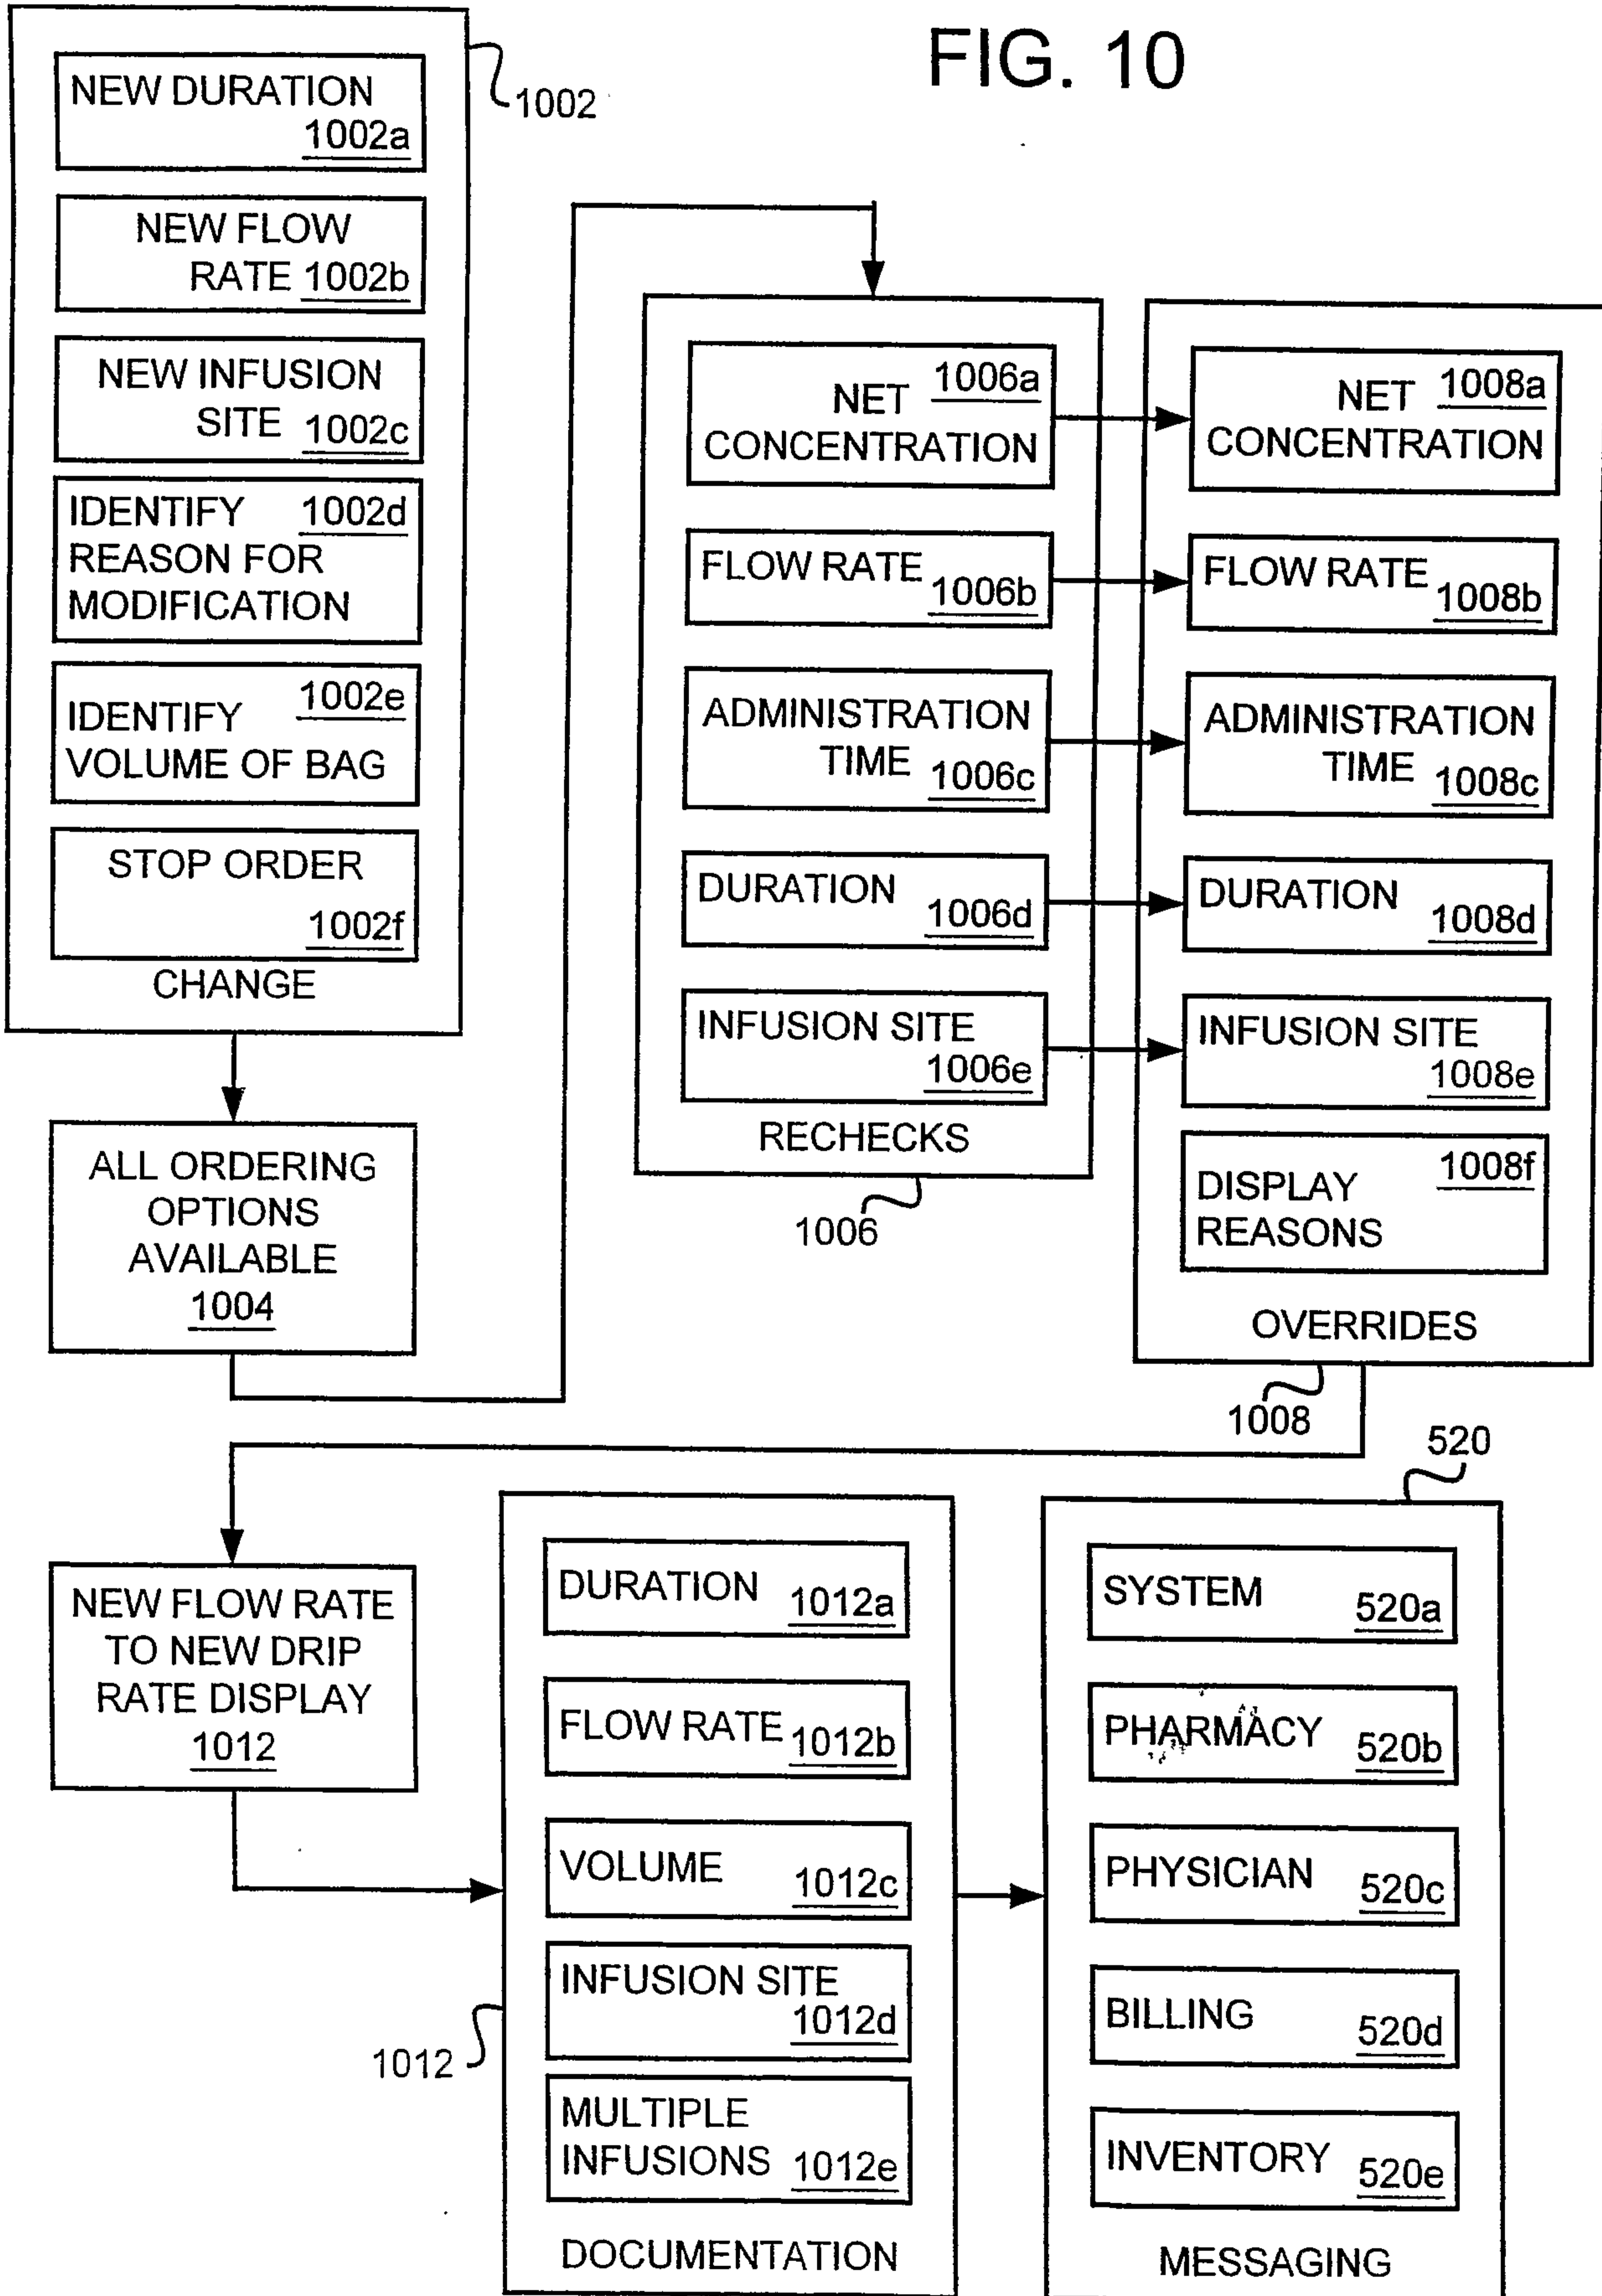 FIG. 10
NEW DURATION
1002a
NEW FLOW
RATE 1002b
NEW INFUSION
SITE 1002c
IDENTIFY 1002d
REASON FOR
MODIFICATION
1002e
IDENTIFY
VOLUME OF BAG
STOP ORDER
1002f
CHANGE
1002
ALL ORDERING
OPTIONS
AVAILABLE
1004
1006a
NET
CONCENTRATION
FLOW RATE
1006b
ADMINISTRATION
TIME 1006c
DURATION
1006d
INFUSION SITE
1006e
RECHECKS
1006
1008a
NET
CONCENTRATION
FLOW RATE
1008b
ADMINISTRATION
TIME 1008c
DURATION
1008d
INFUSION SITE
1008e
1008f
DISPLAY
REASONS
OVERRIDES
1008
NEW FLOW RATE
TO NEW DRIP
RATE DISPLAY
1012
DURATION
1012a
FLOW RATE
1012b
VOLUME
1012c
INFUSION SITE
1012d
MULTIPLE
INFUSIONS 1012e
DOCUMENTATION
1012
520
SYSTEM
520a
PHARMACY
520b
PHYSICIAN
520c
BILLING
520d
INVENTORY
520e
MESSAGING